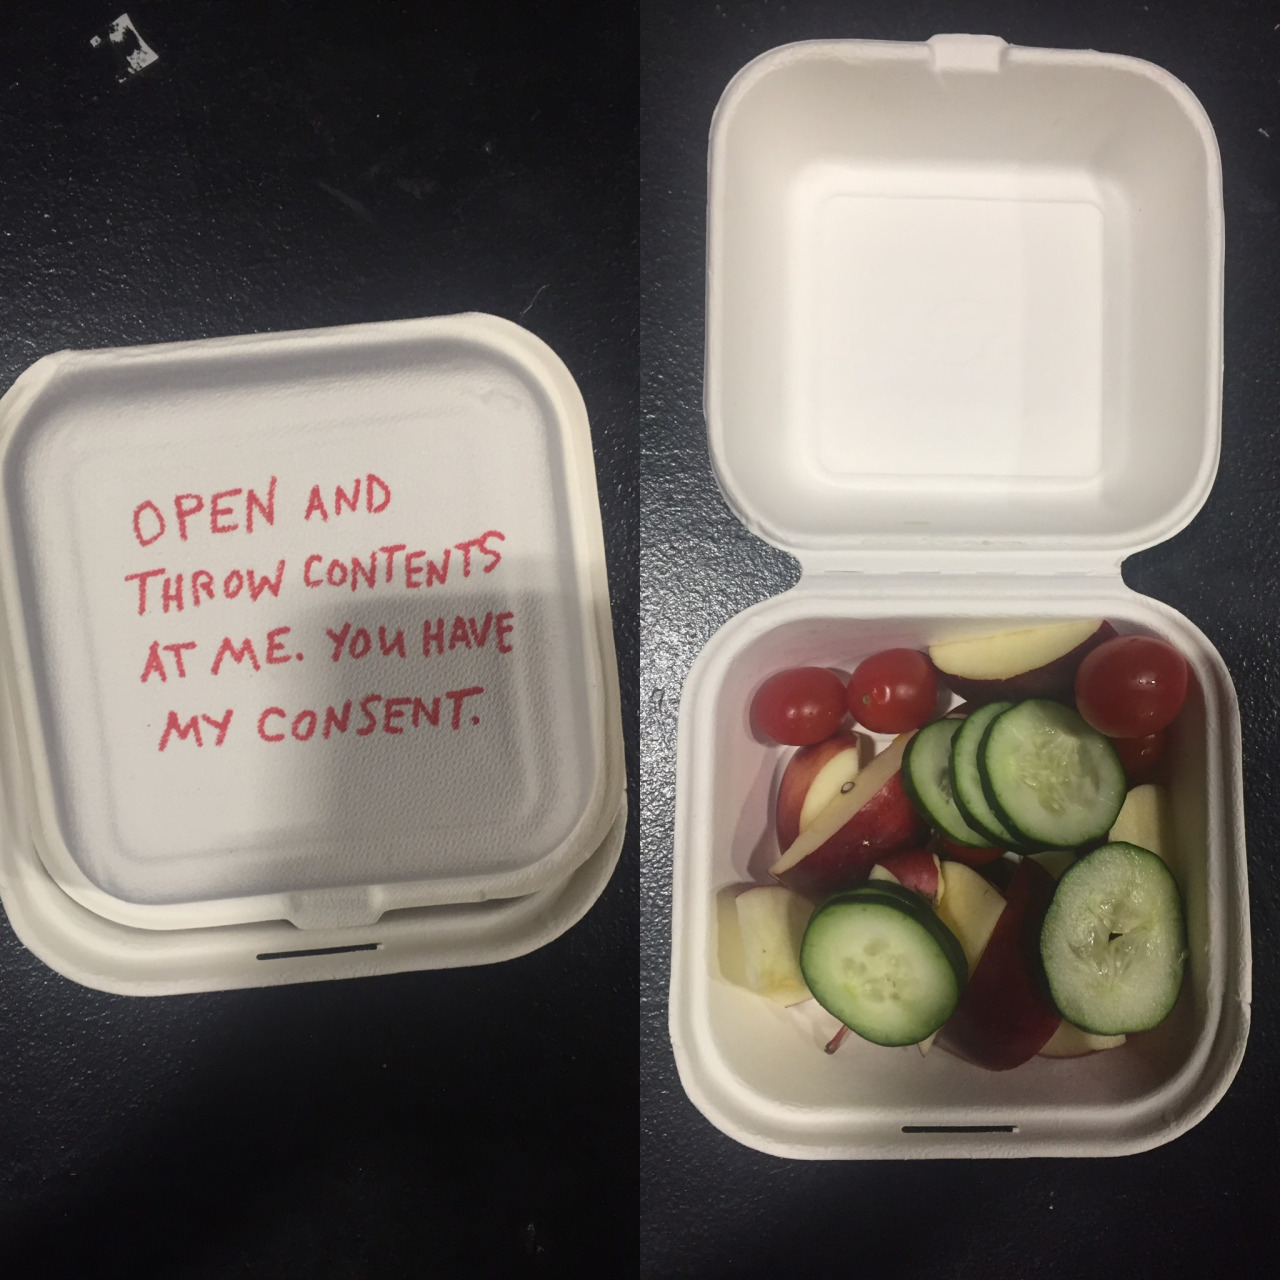 OPEN AND
THROW CONTENTS
AT ME. YOU HAVE
MY CONSENT.